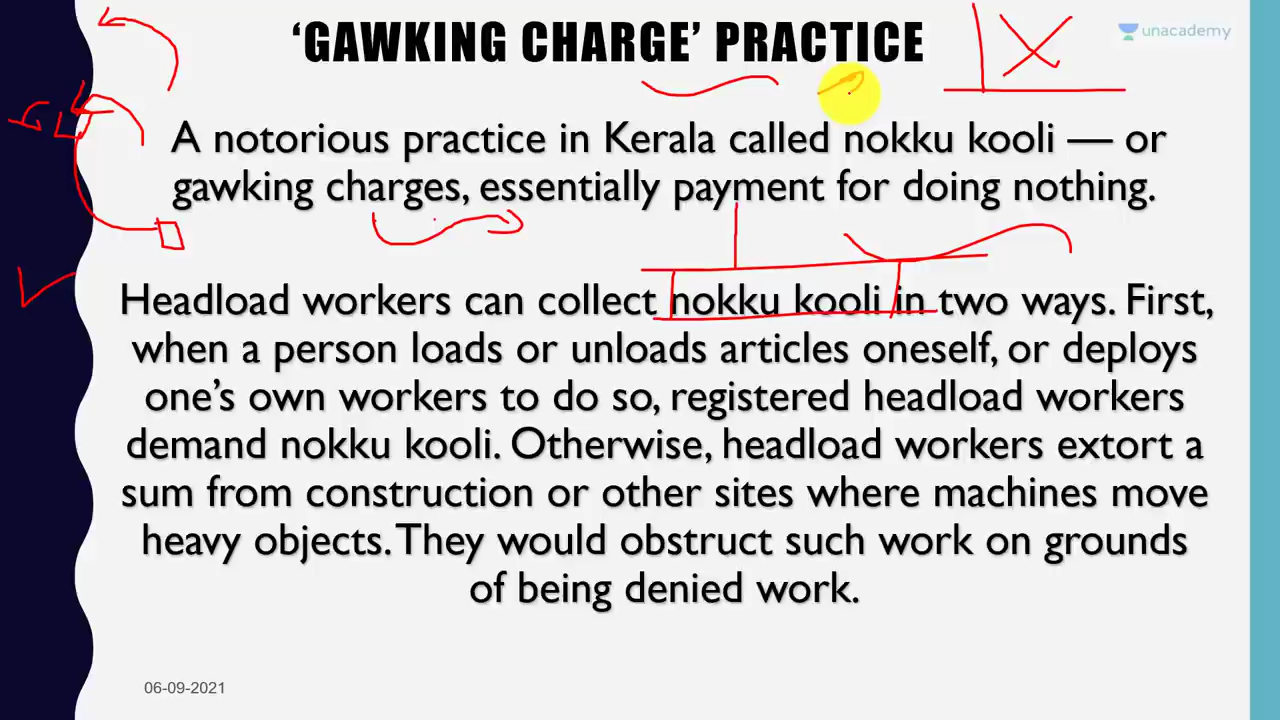 ‘GAWKING CHARGE’ PRACTICE
unacademy
A notorious practice in Kerala called nokku kooli — or
gawking charges, essentially payment for doing nothing.
Headload workers can collect nokku kooli in two ways. First,
when a person loads or unloads articles oneself, or deploys
one’s own workers to do so, registered headload workers
demand nokku kooli. Otherwise, headload workers extort a
sum from construction or other sites where machines move
heavy objects. They would obstruct such work on grounds
of being denied work.
06-09-2021